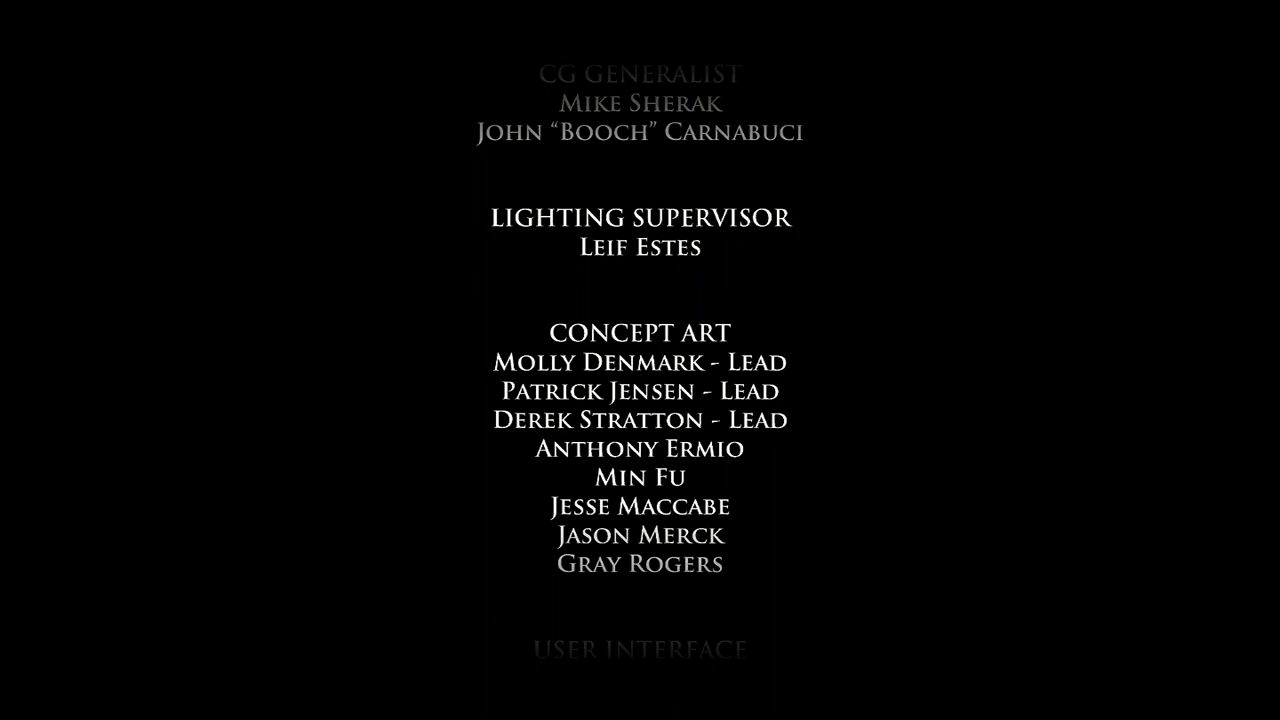 CG GENERALIST
MIKE SHERAK
JOHN “BOOCH” CARNABUCI
LIGHTING SUPERVISOR
LEIF ESTES
CONCEPT ART
MOLLY DENMARK - LEAD
PATRICK JENSEN - LEAD
DEREK STRATTON - LEAD
ANTHONY ERMIO
MIN FU
JESSE MACCABE
JASON MERCK
GRAY ROGERS
USER INTERFACE